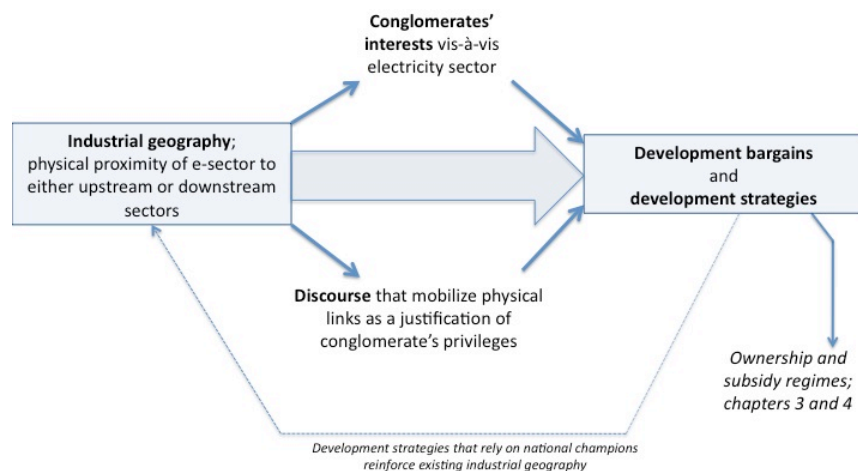 Conglomerates'
interests vis-à-vis
electricity sector
Industrial geography;
physical proximity of e-sector to
either upstream or downstream
sectors
Development bargains
and
development strategies
Discourse that mobilize physical
links as a justification of
conglomerate's privileges
Ownership and
subsidy regimes;
chapters 3 and 4
Development strategies that rely on national champions
reinforce existing industrial geography